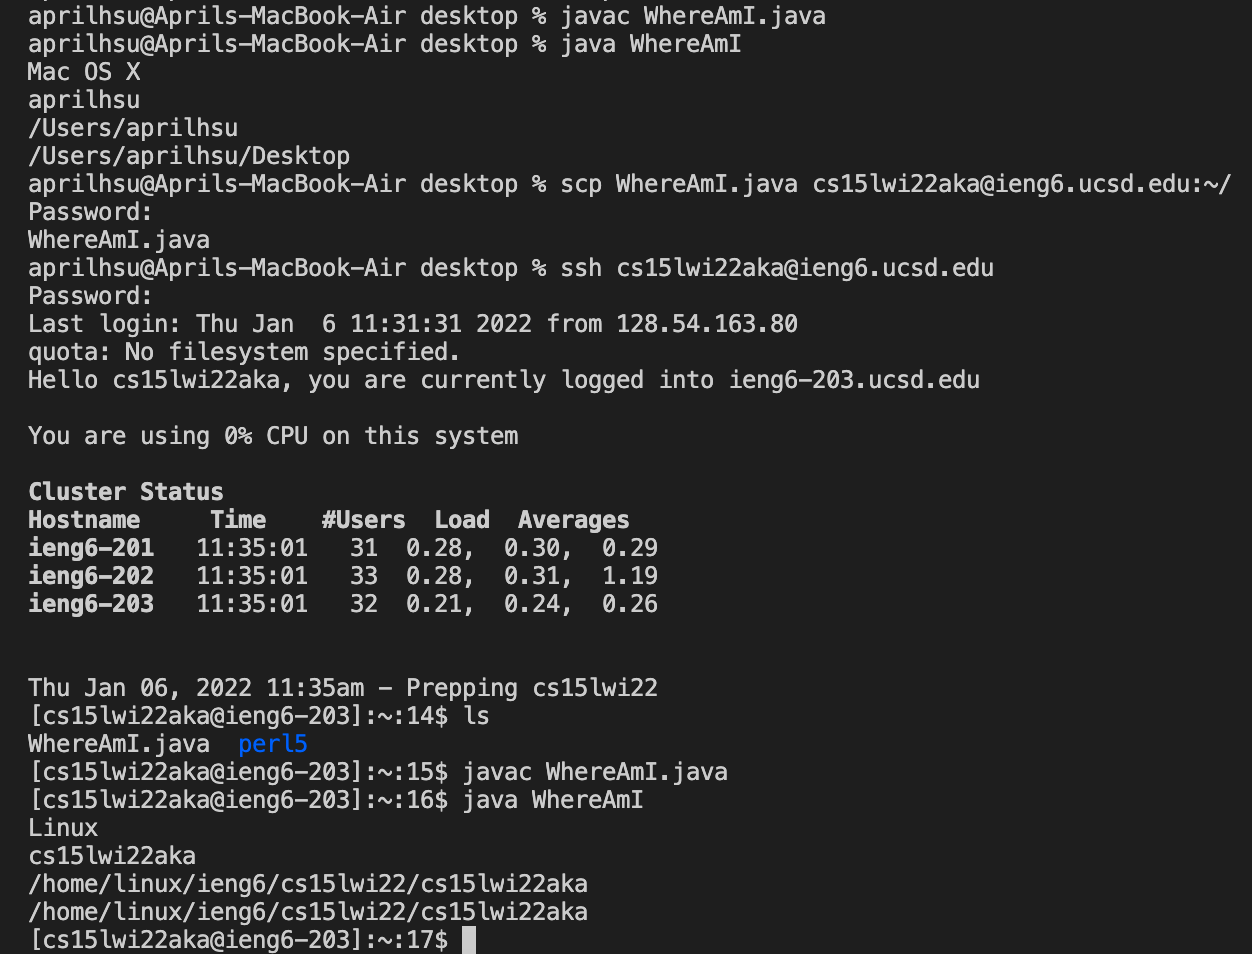 aprilhsu@Aprils-MacBook-Air desktop % javac WhereAmI.java
aprilhsu@Aprils-MacBook-Air desktop % java WhereAmI
Mac OS X
aprilhsu
/Users/aprilhsu
/Users/aprilhsu/Desktop
aprilhsu@Aprils-MacBook-Air desktop % scp WhereAmI.java cs15lwi22aka@ieng6.ucsd.edu:~/
Password:
WhereAmI.java
aprilhsu@Aprils-MacBook-Air desktop % ssh cs15lwi22aka@ieng6.ucsd.edu
Password:
Last login: Thu Jan  6 11:31:31 2022 from 128.54.163.80
quota: No filesystem specified.
Hello cs15lwi22aka, you are currently logged into ieng6-203.ucsd.edu
You are using 0% CPU on this system
Cluster Status
Hostname     Time    #Users  Load  Averages
ieng6-201   11:35:01   31  0.28,  0.30,  0.29
ieng6-202   11:35:01   33  0.28,  0.31,  1.19
ieng6-203   11:35:01   32  0.21,  0.24,  0.26
Thu Jan 06, 2022 11:35am - Prepping cs15lwi22
[cs15lwi22aka@ieng6-203]:~:14$ ls
WhereAmI.java  perl5
[cs15lwi22aka@ieng6-203]:~:15$ javac WhereAmI.java
[cs15lwi22aka@ieng6-203]:~:16$ java WhereAmI
Linux
cs15lwi22aka
/home/linux/ieng6/cs15lwi22/cs15lwi22aka
/home/linux/ieng6/cs15lwi22/cs15lwi22aka
[cs15lwi22aka@ieng6-203]:~:17$